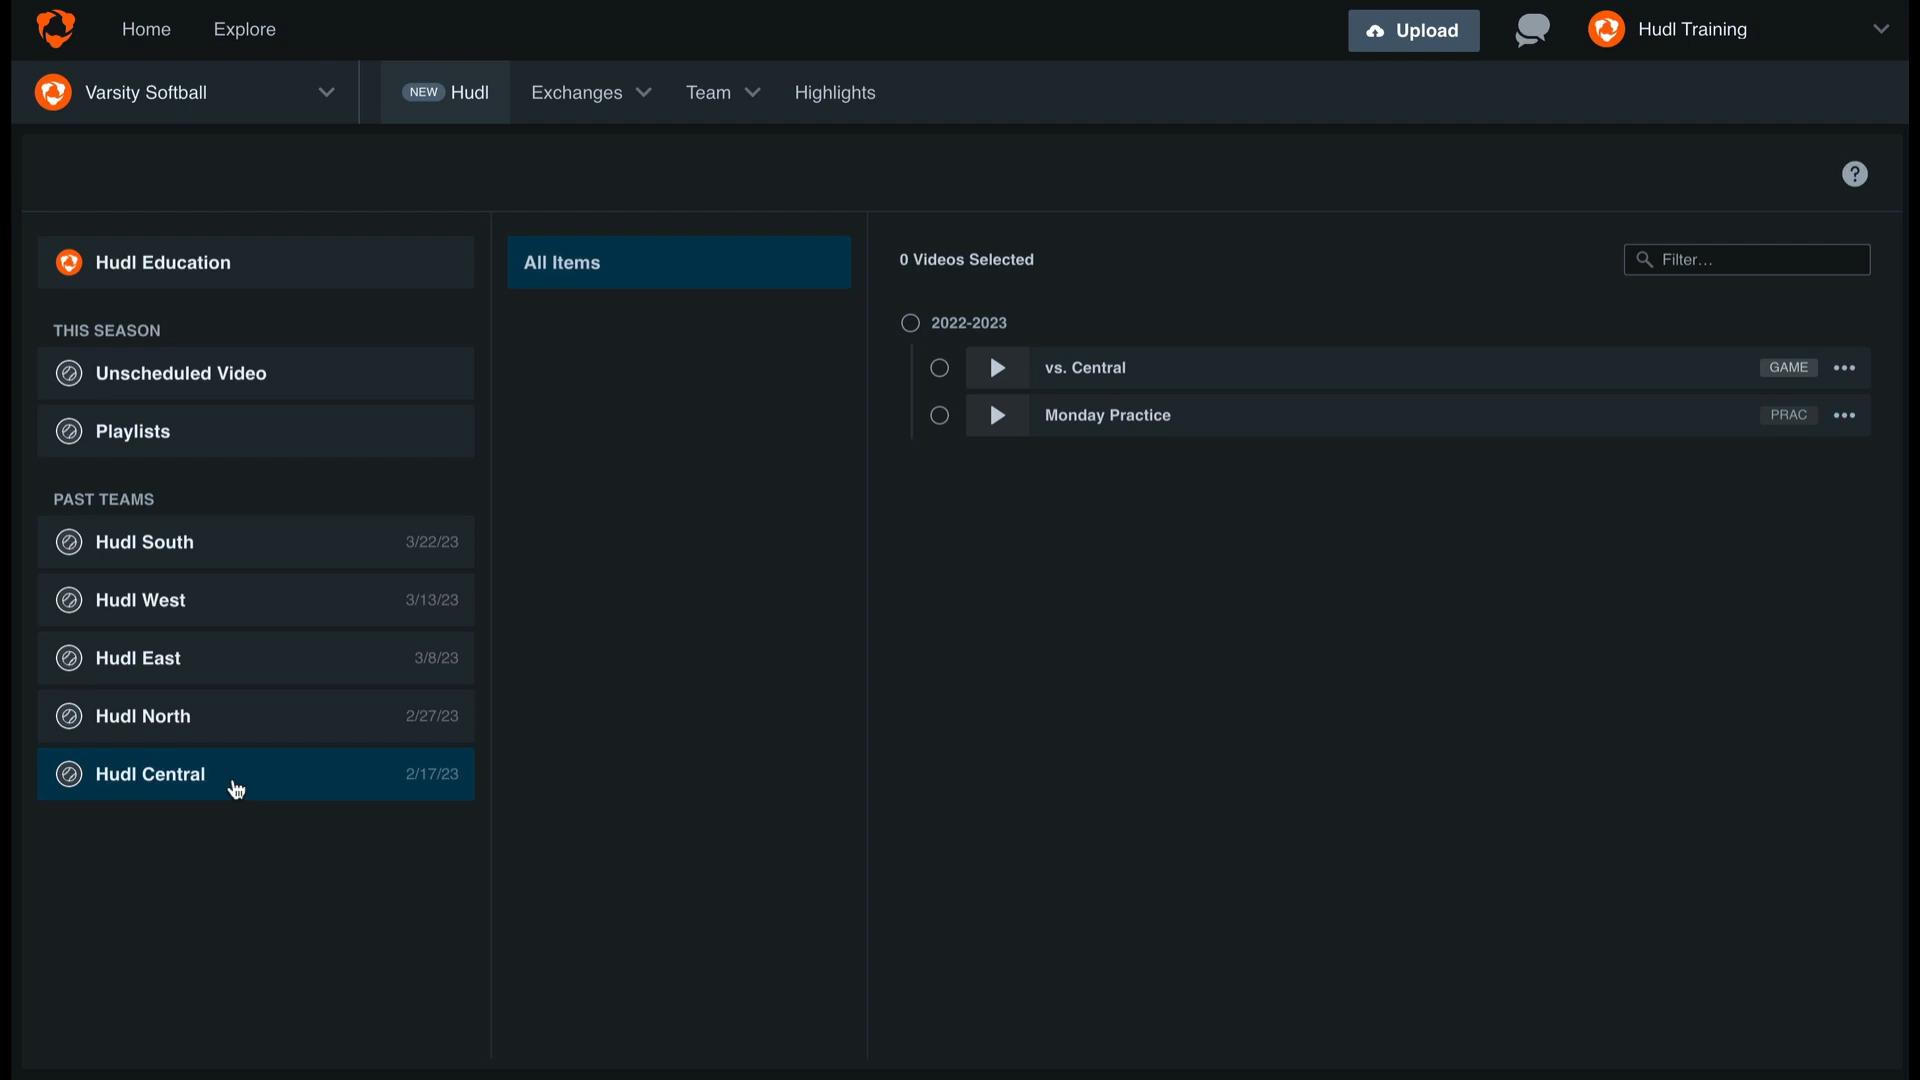 Home Explore Upload Hudl Training
Varsity Softball NEW Hudl Exchanges Team Highlights
?
Hudl Education
THIS SEASON
Unscheduled Video
Playlists
PAST TEAMS
Hudl South 3/22/23
Hudl West 3/13/23
Hudl East 3/8/23
Hudl North 2/27/23
Hudl Central 2/17/23
All Items
0 Videos Selected Filter...
2022-2023
vs. Central GAME
Monday Practice PRAC